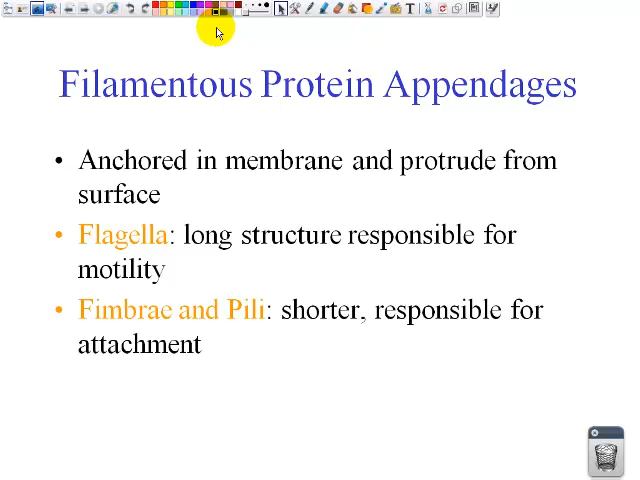 Filamentous Protein Appendages
• Anchored in membrane and protrude from
surface
• Flagella: long structure responsible for
motility
• Fimbrae and Pili: shorter, responsible for
attachment